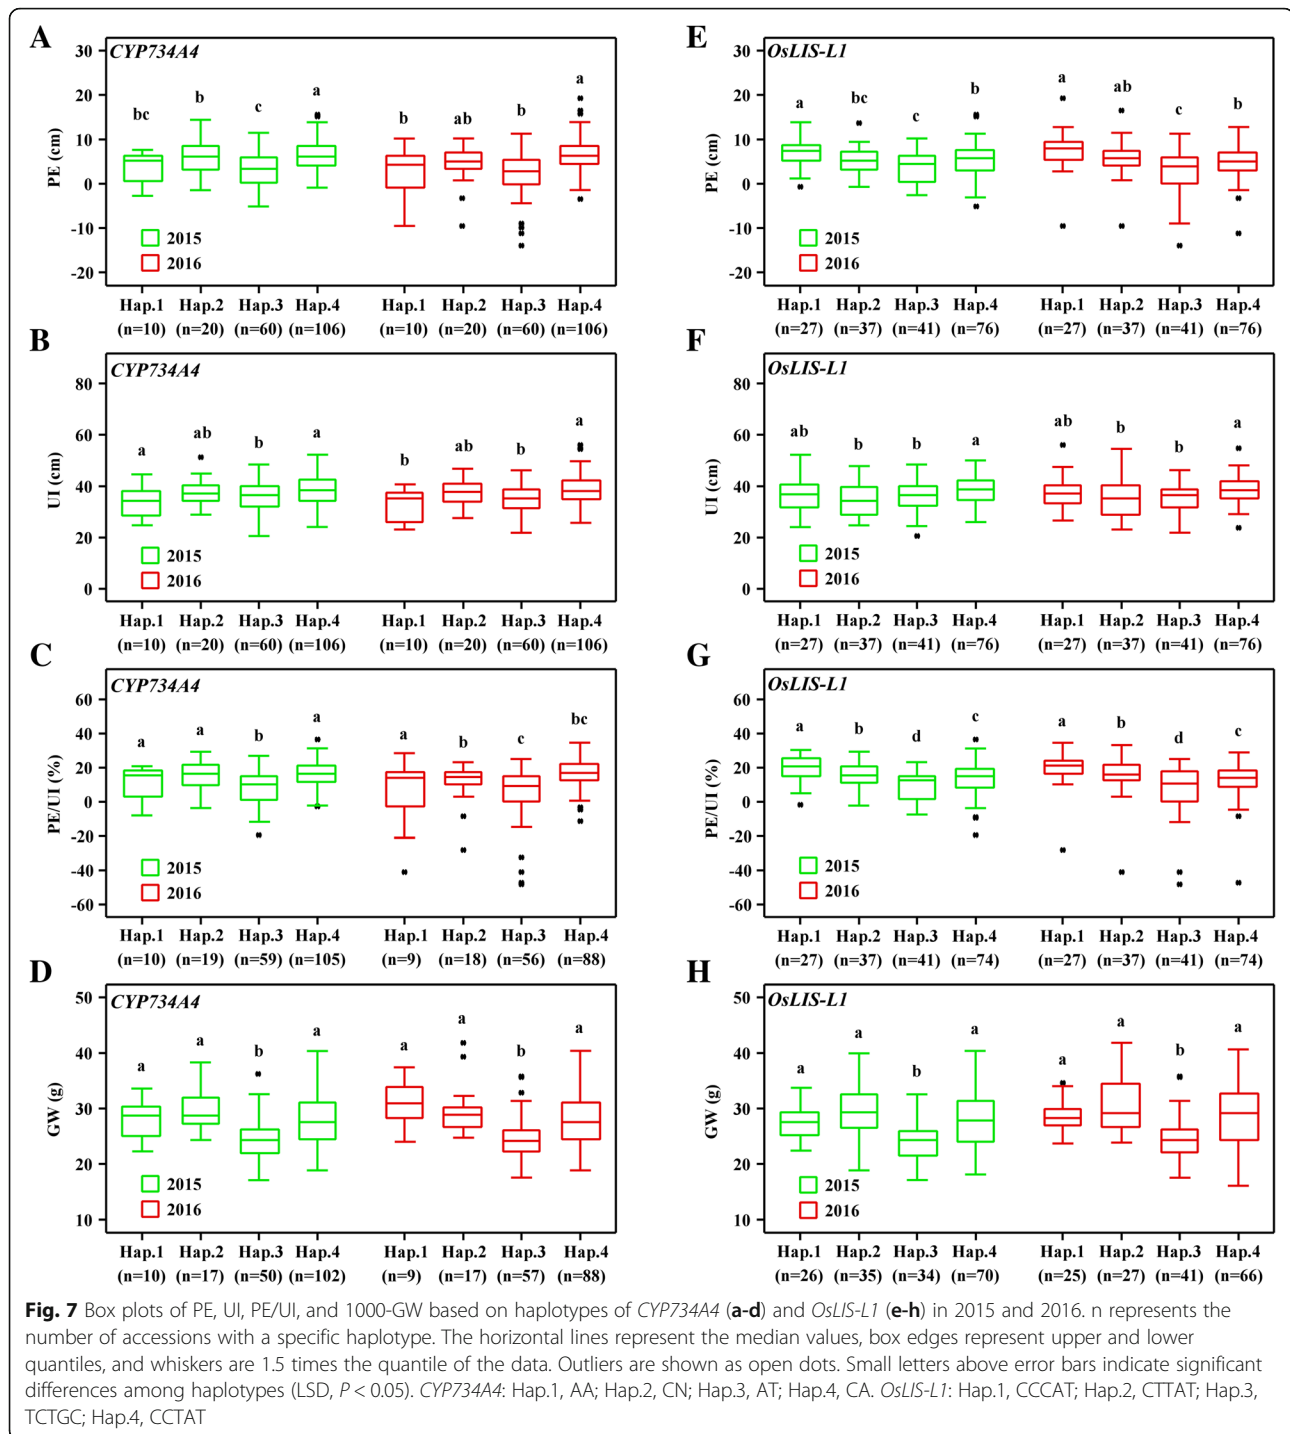 A
CYP734A4
PE (cm)
30
20
10
0
-10
-20
bc b c a b ab b a
2015
2016
Hap.1 Hap.2 Hap.3 Hap.4 Hap.1 Hap.2 Hap.3 Hap.4
(n=10) (n=20) (n=60) (n=106) (n=10) (n=20) (n=60) (n=106)
B
CYP734A4
UI (cm)
80
60
40
20
0
a ab b a b ab b a
2015
2016
Hap.1 Hap.2 Hap.3 Hap.4 Hap.1 Hap.2 Hap.3 Hap.4
(n=10) (n=20) (n=60) (n=106) (n=10) (n=20) (n=60) (n=106)
C
CYP734A4
PE/UI (%)
60
40
20
0
-20
-40
-60
a a b a a b c bc
2015
2016
Hap.1 Hap.2 Hap.3 Hap.4 Hap.1 Hap.2 Hap.3 Hap.4
(n=10) (n=19) (n=59) (n=105) (n=9) (n=18) (n=56) (n=88)
D
CYP734A4
GW (g)
50
40
30
20
10
a a b a a a b a
2015
2016
Hap.1 Hap.2 Hap.3 Hap.4 Hap.1 Hap.2 Hap.3 Hap.4
(n=10) (n=17) (n=50) (n=102) (n=9) (n=17) (n=57) (n=88)
E
OsLIS-L1
PE (cm)
30
20
10
0
-10
-20
a bc c b a ab c b
2015
2016
Hap.1 Hap.2 Hap.3 Hap.4 Hap.1 Hap.2 Hap.3 Hap.4
(n=27) (n=37) (n=41) (n=76) (n=27) (n=37) (n=41) (n=76)
F
OsLIS-L1
UI (cm)
80
60
40
20
0
ab b b a ab b b a
2015
2016
Hap.1 Hap.2 Hap.3 Hap.4 Hap.1 Hap.2 Hap.3 Hap.4
(n=27) (n=37) (n=41) (n=76) (n=27) (n=37) (n=41) (n=76)
G
OsLIS-L1
PE/UI (%)
60
40
20
0
-20
-40
-60
a b d c a b d c
2015
2016
Hap.1 Hap.2 Hap.3 Hap.4 Hap.1 Hap.2 Hap.3 Hap.4
(n=27) (n=37) (n=41) (n=74) (n=27) (n=37) (n=41) (n=74)
H
OsLIS-L1
GW (g)
50
40
30
20
10
a a b a a a b a
2015
2016
Hap.1 Hap.2 Hap.3 Hap.4 Hap.1 Hap.2 Hap.3 Hap.4
(n=26) (n=35) (n=34) (n=70) (n=25) (n=27) (n=41) (n=66)
Fig. 7 Box plots of PE, UI, PE/UI, and 1000-GW based on haplotypes of CYP734A4 (a-d) and OsLIS-L1 (e-h) in 2015 and 2016. n represents the
number of accessions with a specific haplotype. The horizontal lines represent the median values, box edges represent upper and lower
quantiles, and whiskers are 1.5 times the quantile of the data. Outliers are shown as open dots. Small letters above error bars indicate significant
differences among haplotypes (LSD, P < 0.05). CYP734A4: Hap.1, AA; Hap.2, CN; Hap.3, AT; Hap.4, CA. OsLIS-L1: Hap.1, CCCAT; Hap.2, CTTAT; Hap.3,
TCTGC; Hap.4, CCTAT